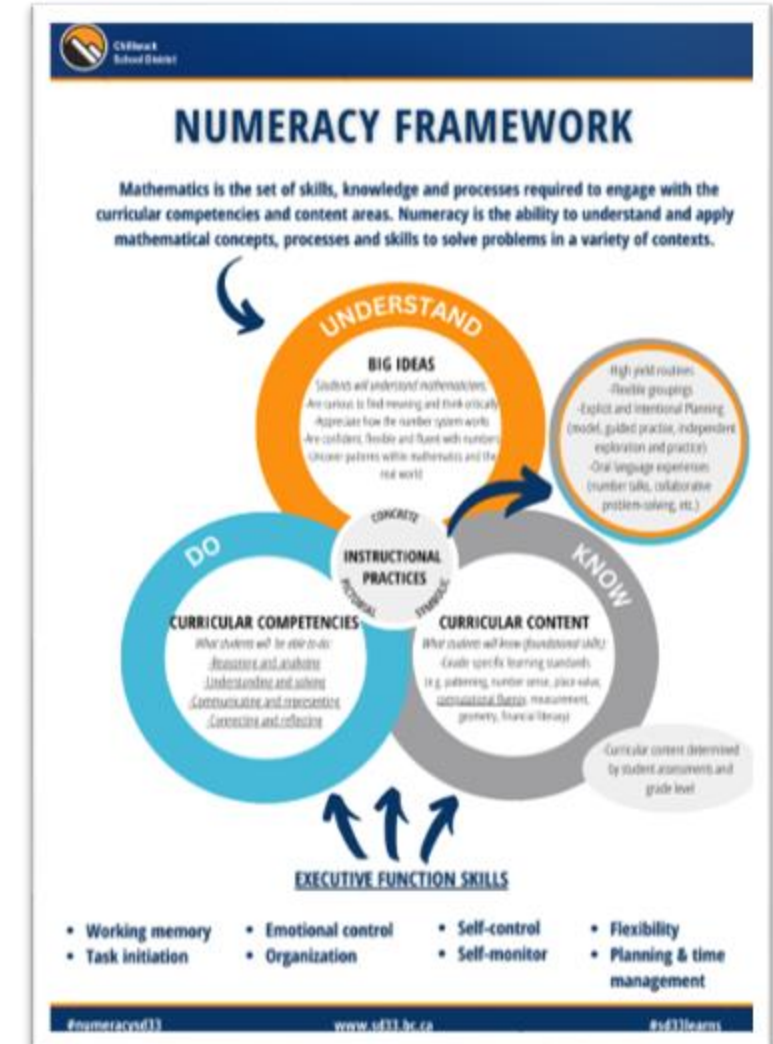 Chilliwack
School District
NUMERACY FRAMEWORK
Mathematics is the set of skills, knowledge and processes required to engage with the
curricular competencies and content areas. Numeracy is the ability to understand and apply
mathematical concepts, processes and skills to solve problems in a variety of contexts.
UNDERSTAND
BIG IDEAS
Students will understand mathematicians:
-Are curious to find meaning and think critically
-Appreciate how the number system works
-Are confident, flexible and fluent with numbers
-Uncover patterns within mathematics and the
real world
-High yield routines
-Flexible groupings
-Explicit and Intentional Planning
(model, guided practice, independent
exploration and practice)
-Oral language experiences
(number talks, collaborative
problem-solving, etc.)
CONCRETE
INSTRUCTIONAL
PRACTICES
PICTORIAL
SYMBOLIC
DO
CURRICULAR COMPETENCIES
What students will be able to do:
-Reasoning and analyzing
-Understanding and solving
-Communicating and representing
-Connecting and reflecting
KNOW
CURRICULAR CONTENT
What students will know (foundational skills):
-Grade specific learning standards
(e.g. patterning, number sense, place value,
computational fluency, measurement,
geometry, financial literacy)
-Curricular content determined
by student assessments and
grade level
EXECUTIVE FUNCTION SKILLS
• Working memory
• Task initiation
• Emotional control
• Organization
• Self-control
• Self-monitor
• Flexibility
• Planning & time
management
#numeracysd33
www.sd33.bc.ca
#sd33learns